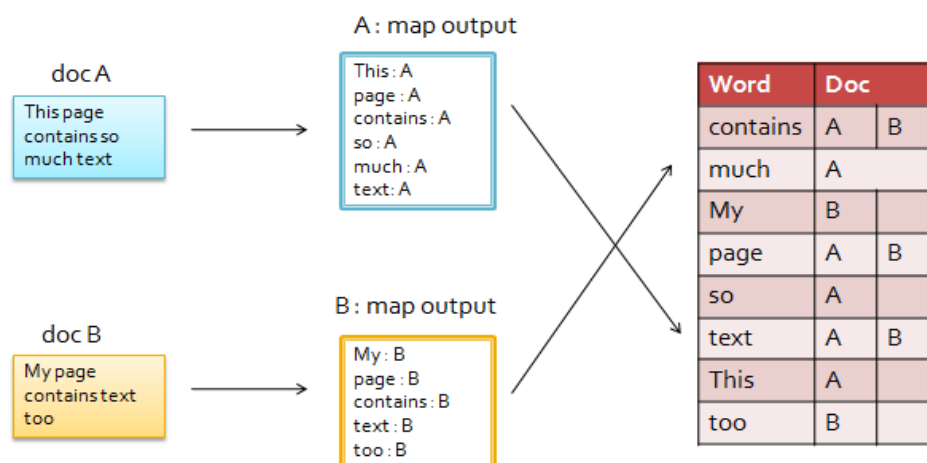 A : map output
doc A
This page
contains so
much text
This : A
page : A
contains : A
so : A
much : A
text : A
B : map output
doc B
My page
contains text
too
My : B
page : B
contains : B
text : B
too : B
Word Doc
contains A B
much A
My B
page A B
so A
text A B
This A
too B